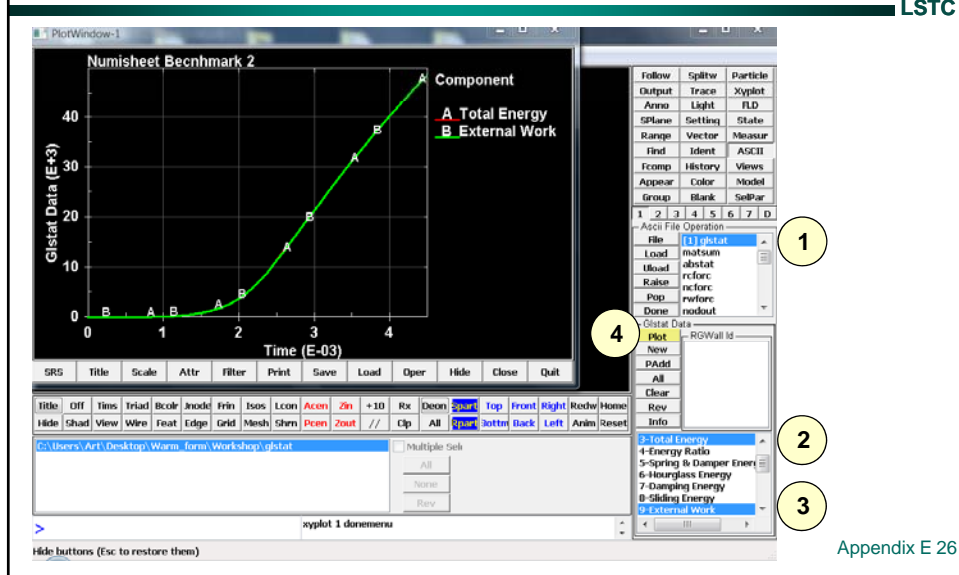 LSTC
PlotWindow-1
Numisheet Becnhmark 2
Component
A Total Energy
B External Work
Glstat Data (E+3)
40
30
20
10
0
0 1 2 3 4
Time (E-03)
A
B
A
B
A
B
A
B
A
B
A
B
SRS Title Scale Attr Filter Print Save Load Oper Hide Close Quit
Follow Splitw Particle
Output Trace Xyplot
Anno Light FLD
SPlane Setting State
Range Vector Measur
Find Ident ASCII
Fcomp History Views
Appear Color Model
Group Blank SelPar
1 2 3 4 5 6 7 D
Ascii File Operation
File
Load
Uload
Raise
Pop
Done
[1] glstat
matsum
abstat
rcforc
ncforc
rwforc
nodout
1
Glstat Data
4
Plot
New
PAdd
All
Clear
Rev
Info
RGWall Id
3-Total Energy
4-Energy Ratio
5-Spring & Damper Ener
6-Hourglass Energy
7-Damping Energy
8-Sliding Energy
9-External Work
2
3
Title Off Tims Triad Bcolr Jnode Frin Isos Lcon Acen Zin +10 Rx Deon Spart Top Front Right Redw Home
Hide Shad View Wire Feat Edge Grid Mesh Shrn Pcen Zout // Clp All Rpart Bottm Back Left Anim Reset
C:\Users\Art\Desktop\Warm_form\Workshop\glstat
Multiple Sele
All
None
Rev
>
xyplot 1 donemenu
Hide buttons (Esc to restore them)
Appendix E 26